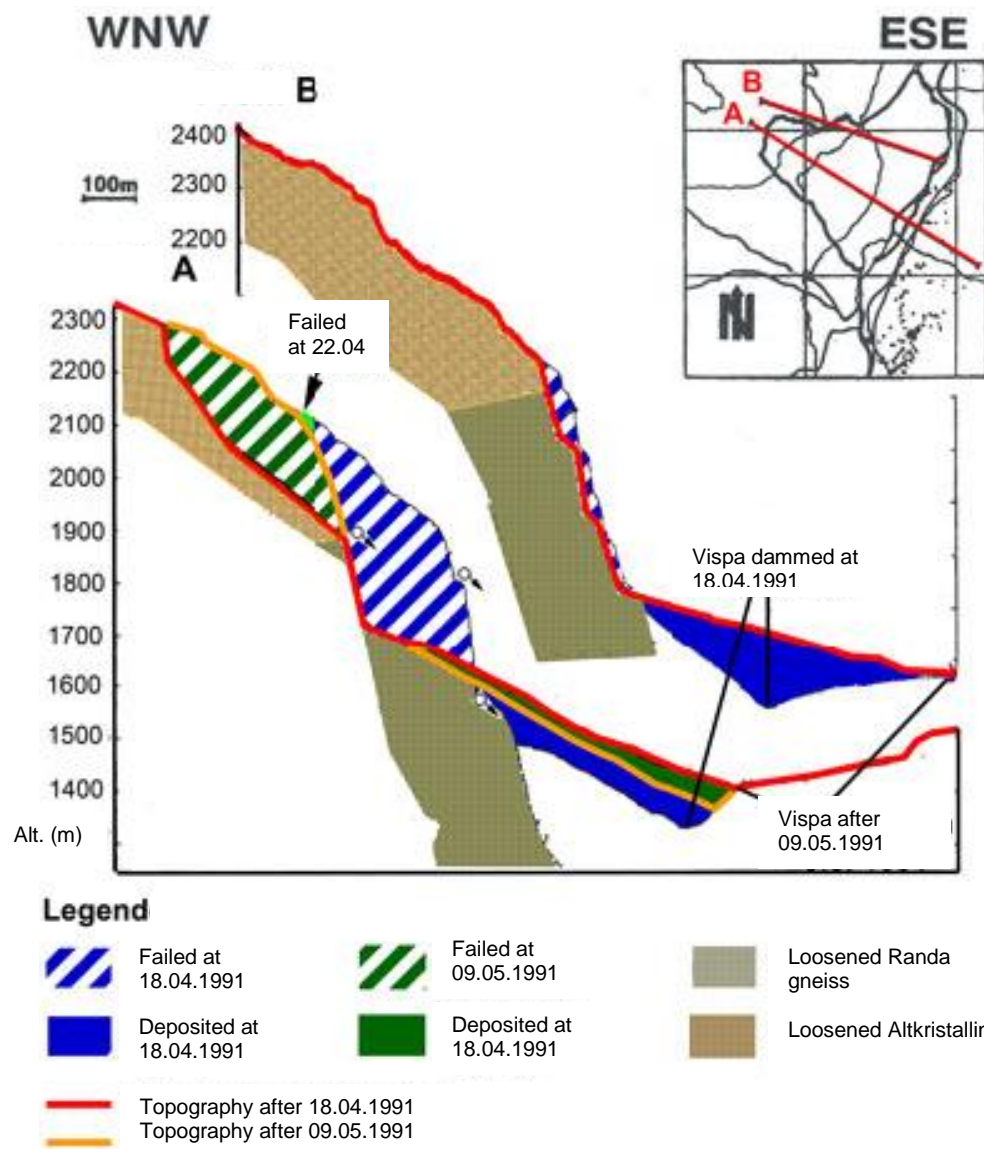 WNW
ESE
B
2400
2300
2200
100m
B
A
N
A
2300
2200
2100
2000
1900
1800
1700
1600
1500
1400
Alt. (m)
Failed
at 22.04
Vispa dammed at
18.04.1991
Vispa after
09.05.1991
Legend
Failed at
18.04.1991
Failed at
09.05.1991
Loosened Randa
gneiss
Deposited at
18.04.1991
Deposited at
18.04.1991
Loosened Altkristallin
Topography after 18.04.1991
Topography after 09.05.1991